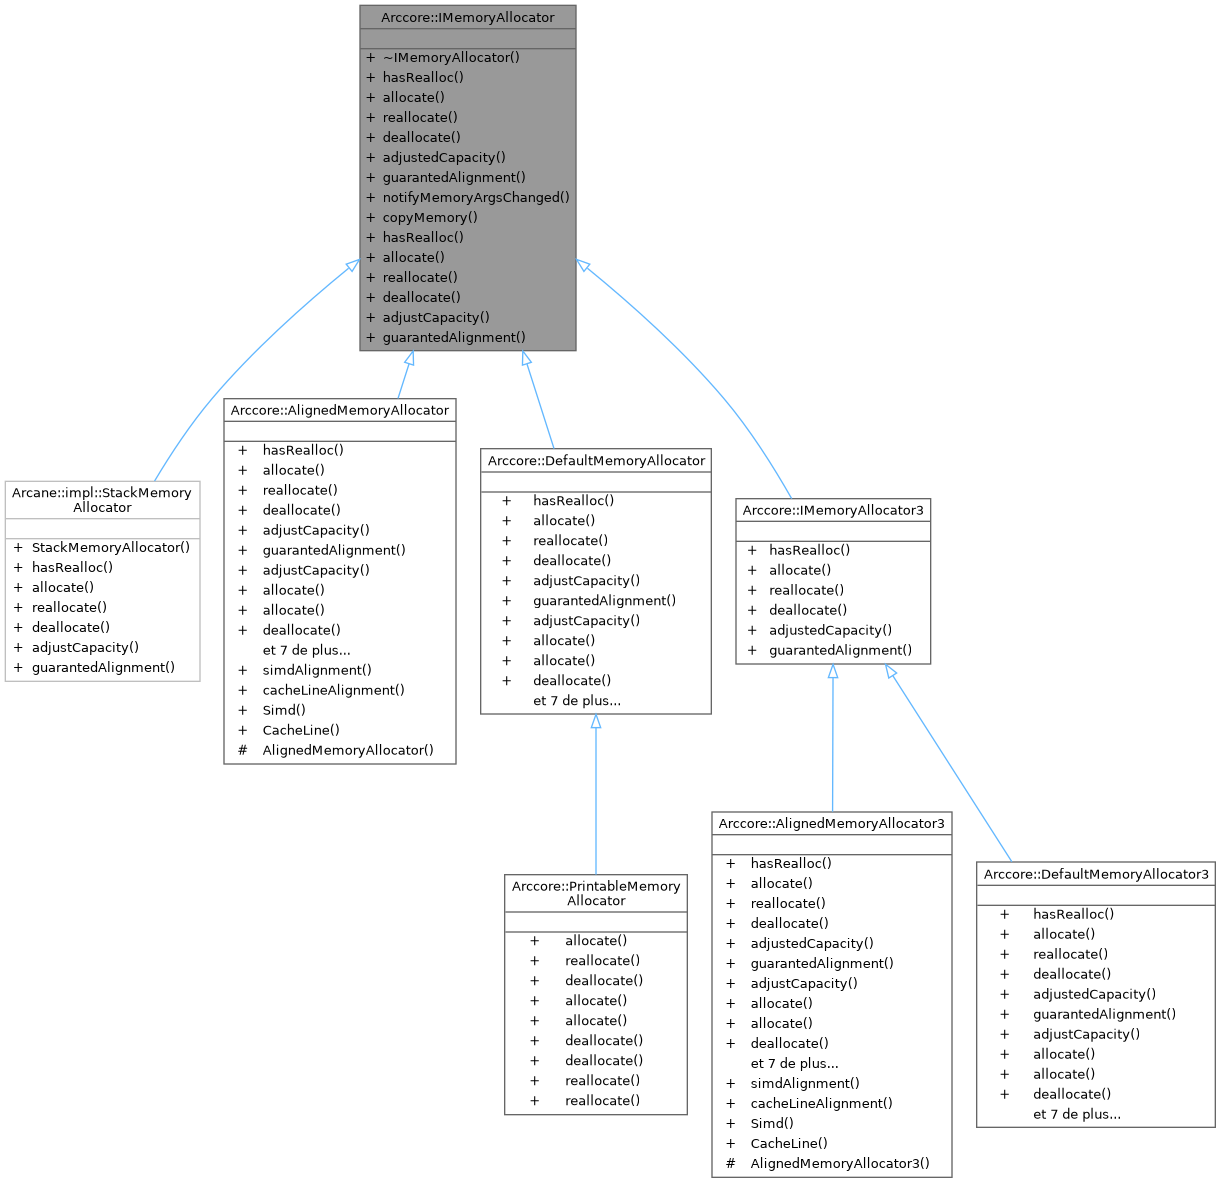 Arccore::IMemoryAllocator
+ ~IMemoryAllocator()
+ hasRealloc()
+ allocate()
+ reallocate()
+ deallocate()
+ adjustedCapacity()
+ guarantedAlignment()
+ notifyMemoryArgsChanged()
+ copyMemory()
+ hasRealloc()
+ allocate()
+ reallocate()
+ deallocate()
+ adjustCapacity()
+ guarantedAlignment()
Arcane::impl::StackMemory
Allocator
+ StackMemoryAllocator()
+ hasRealloc()
+ allocate()
+ reallocate()
+ deallocate()
+ adjustCapacity()
+ guarantedAlignment()
Arccore::AlignedMemoryAllocator
+ hasRealloc()
+ allocate()
+ reallocate()
+ deallocate()
+ adjustCapacity()
+ guarantedAlignment()
+ adjustCapacity()
+ allocate()
+ allocate()
+ deallocate()
et 7 de plus...
+ simdAlignment()
+ cacheLineAlignment()
+ Simd()
+ CacheLine()
# AlignedMemoryAllocator()
Arccore::DefaultMemoryAllocator
+ hasRealloc()
+ allocate()
+ reallocate()
+ deallocate()
+ adjustCapacity()
+ guarantedAlignment()
+ adjustCapacity()
+ allocate()
+ allocate()
+ deallocate()
et 7 de plus...
Arccore::IMemoryAllocator3
+ hasRealloc()
+ allocate()
+ reallocate()
+ deallocate()
+ adjustedCapacity()
+ guarantedAlignment()
Arccore::PrintableMemory
Allocator
+ allocate()
+ reallocate()
+ deallocate()
+ allocate()
+ allocate()
+ deallocate()
+ deallocate()
+ reallocate()
+ reallocate()
Arccore::AlignedMemoryAllocator3
+ hasRealloc()
+ allocate()
+ reallocate()
+ deallocate()
+ adjustedCapacity()
+ guarantedAlignment()
+ adjustCapacity()
+ allocate()
+ allocate()
+ deallocate()
et 7 de plus...
+ simdAlignment()
+ cacheLineAlignment()
+ Simd()
+ CacheLine()
# AlignedMemoryAllocator3()
Arccore::DefaultMemoryAllocator3
+ hasRealloc()
+ allocate()
+ reallocate()
+ deallocate()
+ adjustedCapacity()
+ guarantedAlignment()
+ adjustCapacity()
+ allocate()
+ allocate()
+ deallocate()
et 7 de plus...